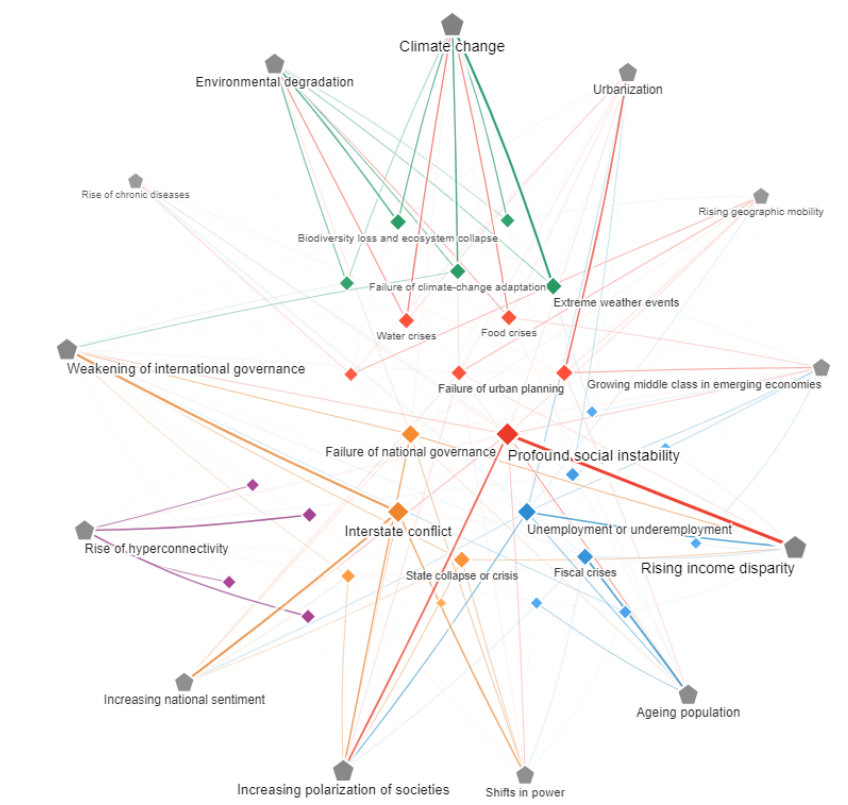 Climate change
Environmental degradation
Urbanization
Rise of chronic diseases
Rising geographic mobility
Biodiversity loss and ecosystem collapse
Failure of climate-change adaptation
Extreme weather events
Water crises
Food crises
Weakening of international governance
Failure of urban planning
Growing middle class in emerging economies
Failure of national governance
Profound social instability
Interstate conflict
Unemployment or underemployment
Rise of hyperconnectivity
State collapse or crisis
Fiscal crises
Rising income disparity
Increasing national sentiment
Ageing population
Increasing polarization of societies
Shifts in power